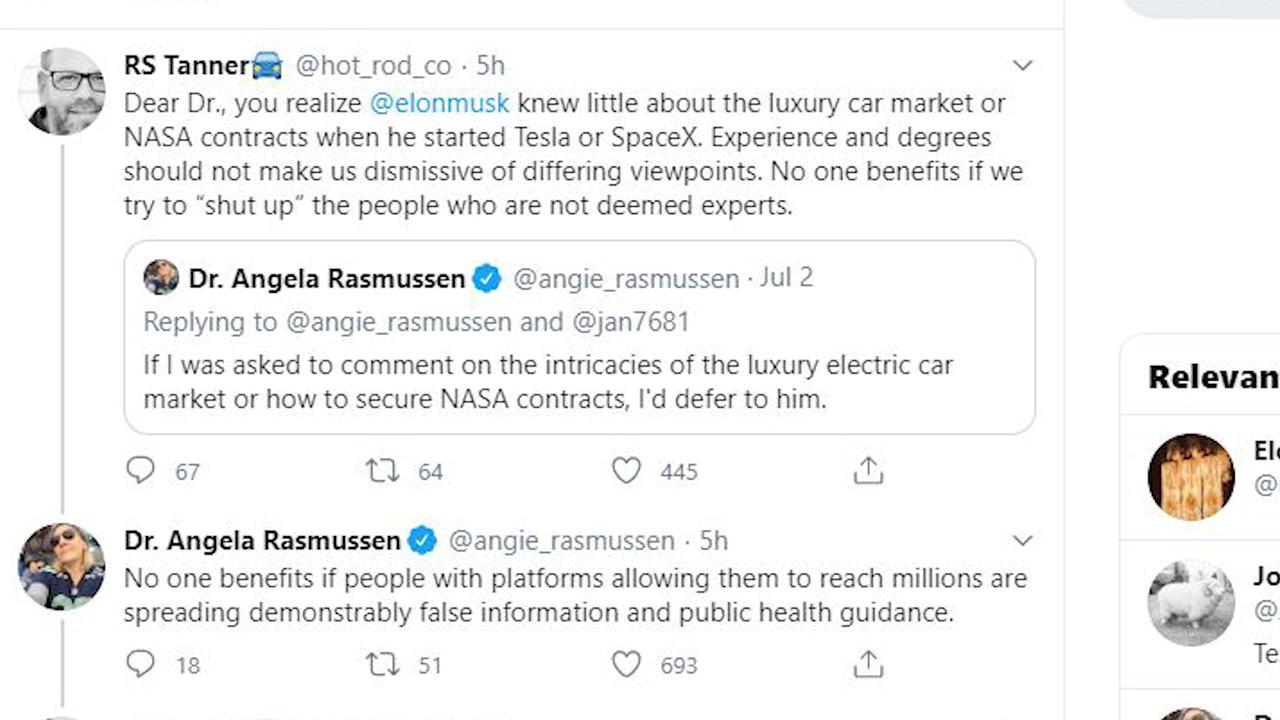 RS Tanner @hot_rod_co · 5h
Dear Dr., you realize @elonmusk knew little about the luxury car market or
NASA contracts when he started Tesla or SpaceX. Experience and degrees
should not make us dismissive of differing viewpoints. No one benefits if we
try to “shut up” the people who are not deemed experts.
Dr. Angela Rasmussen @angie_rasmussen · Jul 2
Replying to @angie_rasmussen and @jan7681
If I was asked to comment on the intricacies of the luxury electric car
market or how to secure NASA contracts, I'd defer to him.
67 64 445
Dr. Angela Rasmussen @angie_rasmussen · 5h
No one benefits if people with platforms allowing them to reach millions are
spreading demonstrably false information and public health guidance.
18 51 693
Relevan
El
@
Jo
@
Te